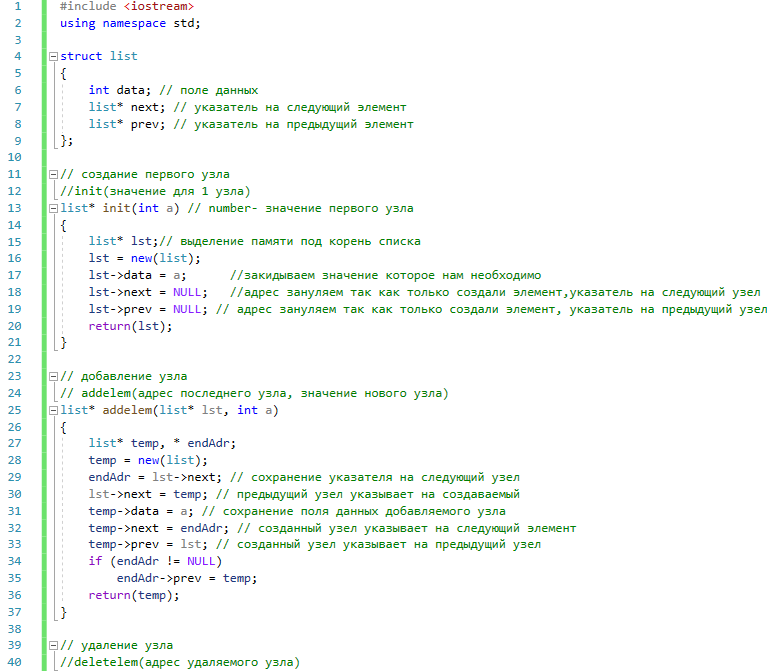 1 #include <iostream>
2 using namespace std;
3
4 struct list
5 {
6 int data; // поле данных
7 list* next; // указатель на следующий элемент
8 list* prev; // указатель на предыдущий элемент
9 };
10
11 // создание первого узла
12 //init(значение для 1 узла)
13 list* init(int a) // number- значение первого узла
14 {
15 list* lst;// выделение памяти под корень списка
16 lst = new(list);
17 lst->data = a; //закидываем значение которое нам необходимо
18 lst->next = NULL; //адрес зануляем так как только создали элемент,указатель на следующий узел
19 lst->prev = NULL; // адрес зануляем так как только создали элемент, указатель на предыдущий узел
20 return(lst);
21 }
22
23 // добавление узла
24 // addelem(адрес последнего узла, значение нового узла)
25 list* addelem(list* lst, int a)
26 {
27 list* temp, * endAdr;
28 temp = new(list);
29 endAdr = lst->next; // сохранение указателя на следующий узел
30 lst->next = temp; // предыдущий узел указывает на создаваемый
31 temp->data = a; // сохранение поля данных добавляемого узла
32 temp->next = endAdr; // созданный узел указывает на следующий элемент
33 temp->prev = lst; // созданный узел указывает на предыдущий узел
34 if (endAdr != NULL)
35 endAdr->prev = temp;
36 return(temp);
37 }
38
39 // удаление узла
40 //deletelem(адрес удаляемого узла)